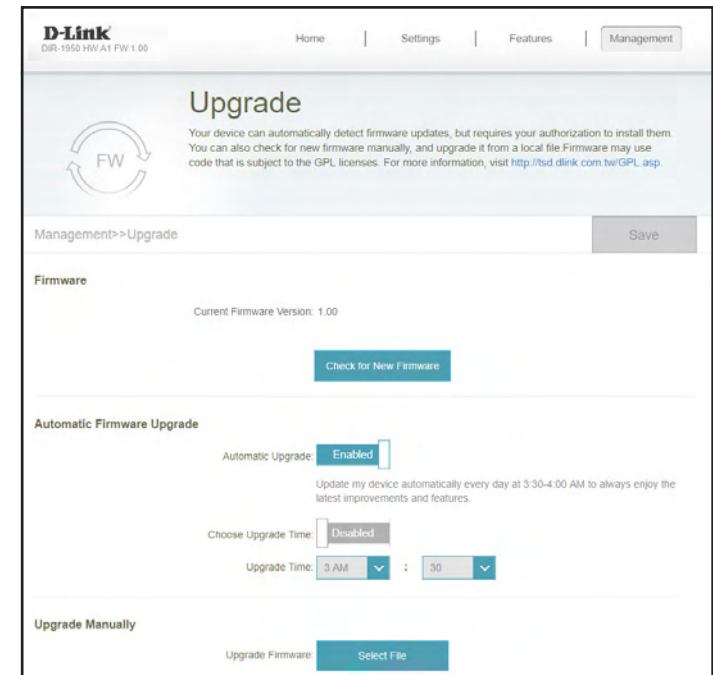 D-Link
DIR-1950 HW A1 FW 1.00
Home | Settings | Features | Management
Upgrade
Your device can automatically detect firmware updates, but requires your authorization to install them.
You can also check for new firmware manually, and upgrade it from a local file.Firmware may use
code that is subject to the GPL licenses. For more information, visit http://tsd.dlink.com.tw/GPL.asp.
FW
Management>>Upgrade
Save
Firmware
Current Firmware Version: 1.00
Check for New Firmware
Automatic Firmware Upgrade
Automatic Upgrade: Enabled
Update my device automatically every day at 3:30-4:00 AM to always enjoy the
latest improvements and features.
Choose Upgrade Time: Disabled
Upgrade Time: 3 AM : 30
Upgrade Manually
Upgrade Firmware: Select File